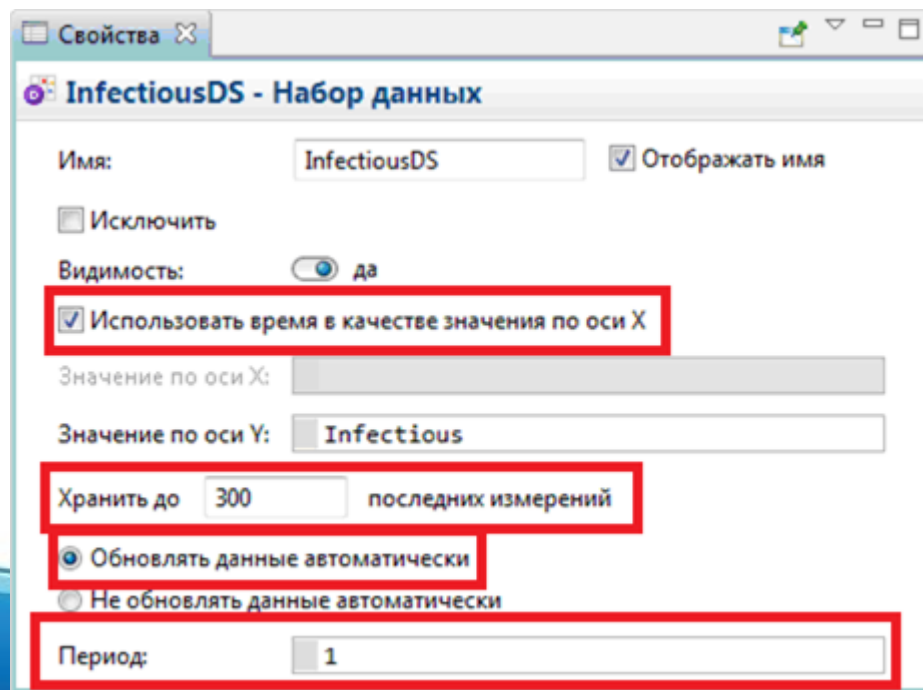 Свойства
InfectiousDS - Набор данных
Имя: InfectiousDS Отображать имя
Исключить
Видимость: да
Использовать время в качестве значения по оси X
Значение по оси X:
Значение по оси Y: Infectious
Хранить до 300 последних измерений
Обновлять данные автоматически
Не обновлять данные автоматически
Период: 1